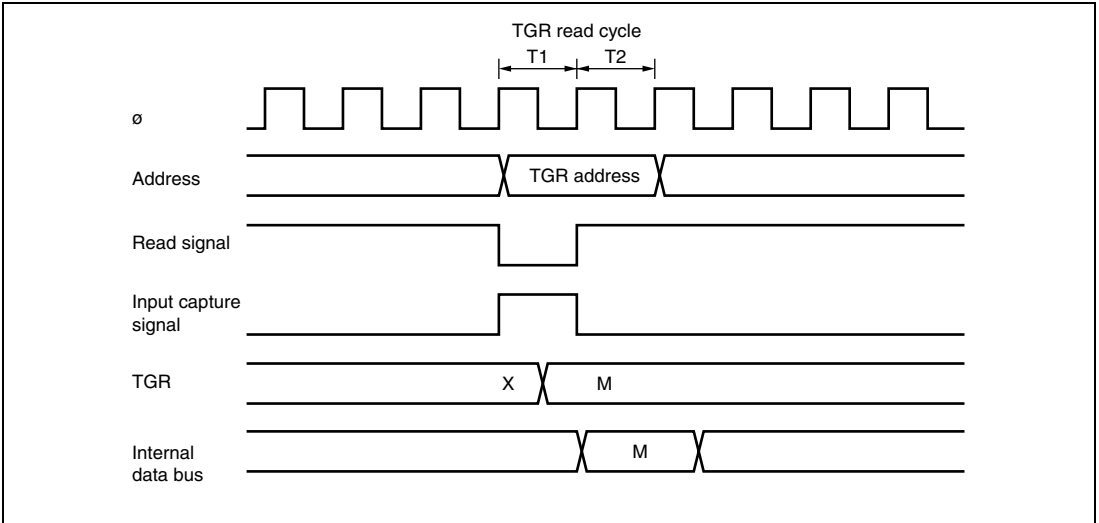 TGR read cycle
T1
T2
ø
Address
TGR address
Read signal
Input capture
signal
TGR
X
M
Internal
data bus
M